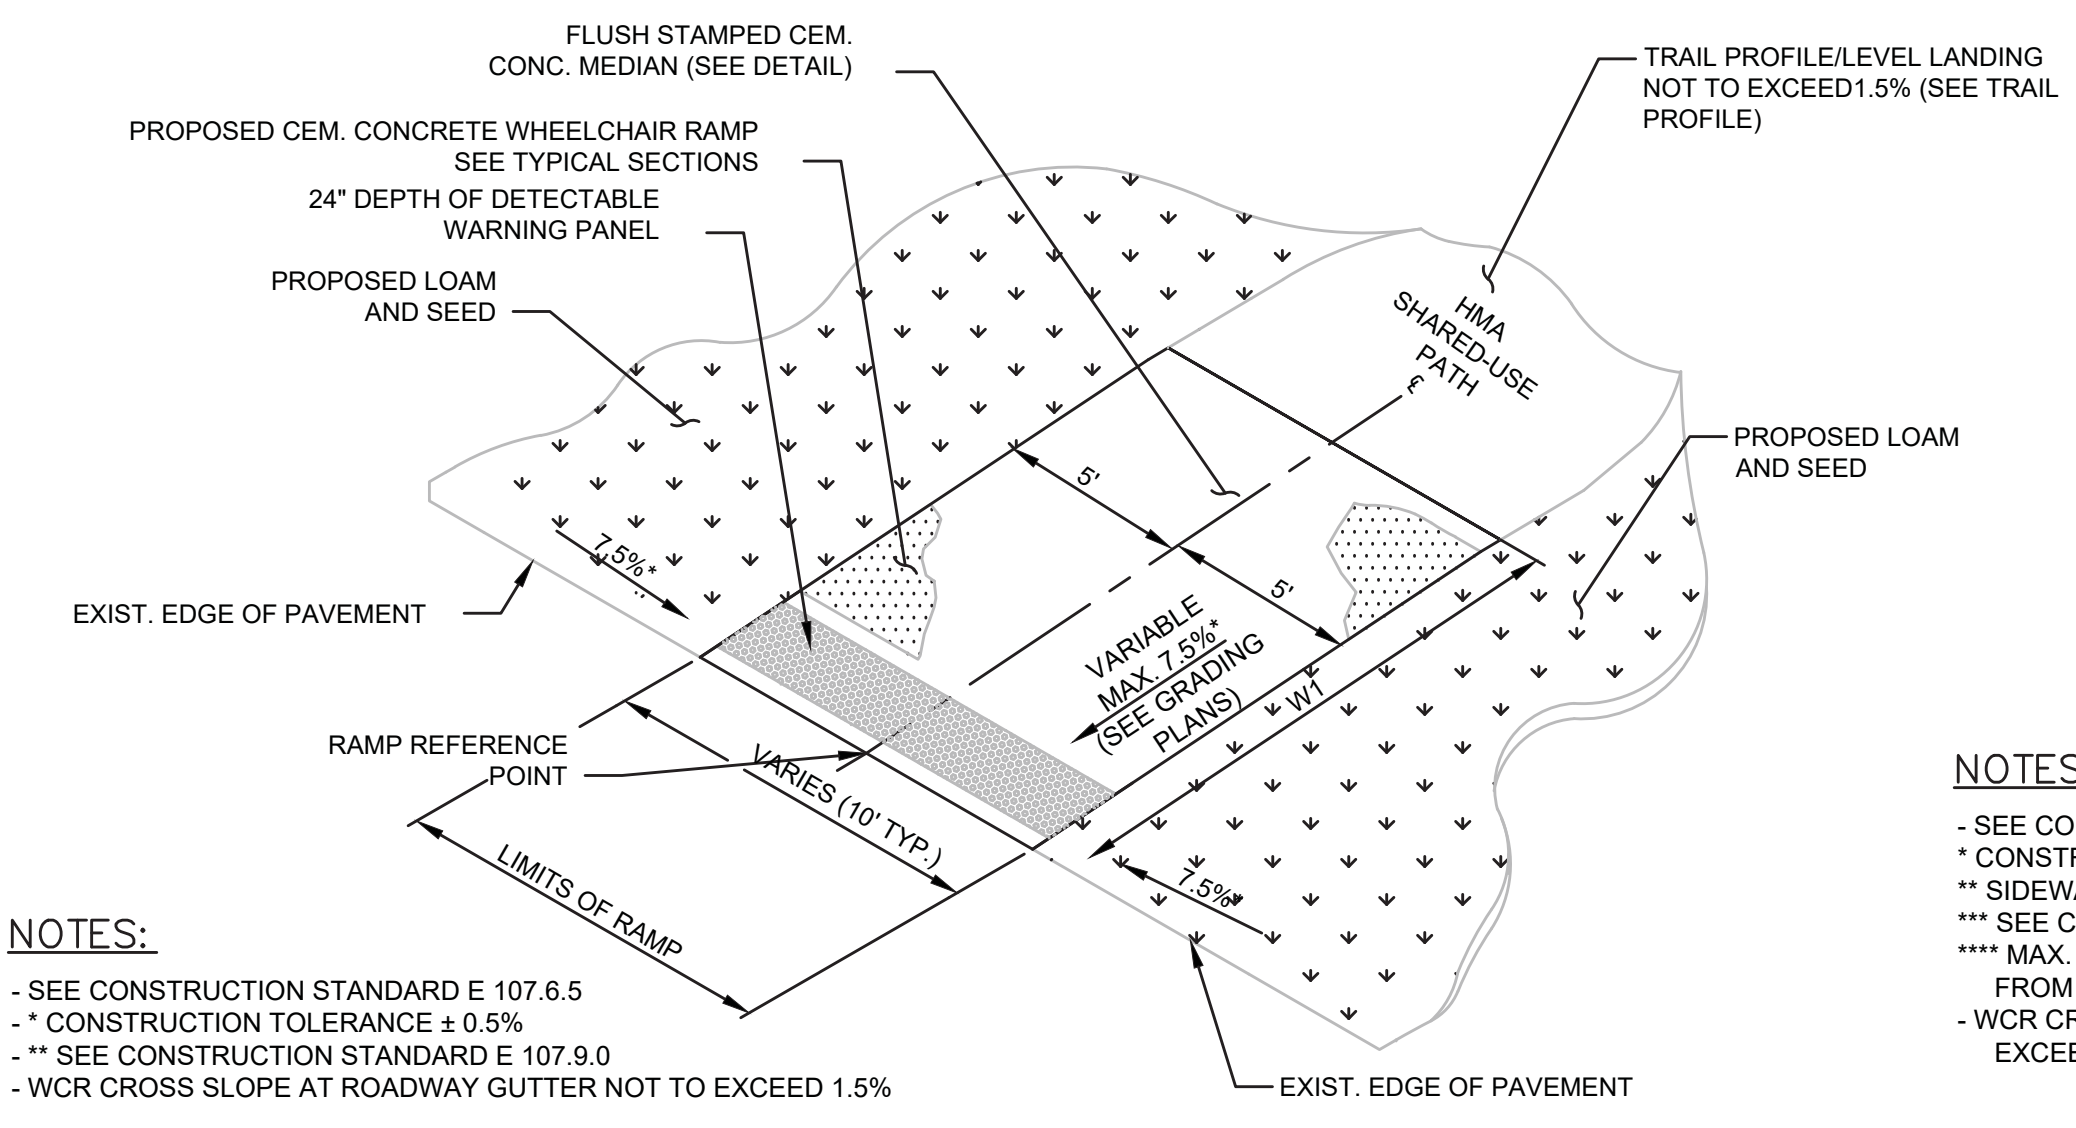 FLUSH STAMPED CEM.
CONC. MEDIAN (SEE DETAIL)
TRAIL PROFILE/LEVEL LANDING
NOT TO EXCEED1.5% (SEE TRAIL
PROFILE)
PROPOSED CEM. CONCRETE WHEELCHAIR RAMP
SEE TYPICAL SECTIONS
24" DEPTH OF DETECTABLE
WARNING PANEL
PROPOSED LOAM
AND SEED
HMA
SHARED-USE
PATH
℄
PROPOSED LOAM
AND SEED
5'
5'
7.5%*
EXIST. EDGE OF PAVEMENT
VARIABLE
MAX. 7.5%*
(SEE GRADING
PLANS)
W1
RAMP REFERENCE
POINT
VARIES (10' TYP.)
LIMITS OF RAMP
7.5%*
EXIST. EDGE OF PAVEMENT
NOTES:
- SEE CONSTRUCTION STANDARD E 107.6.5
- * CONSTRUCTION TOLERANCE ± 0.5%
- ** SEE CONSTRUCTION STANDARD E 107.9.0
- WCR CROSS SLOPE AT ROADWAY GUTTER NOT TO EXCEED 1.5%
NOTES
- SEE CO
* CONSTR
** SIDEWA
*** SEE C
**** MAX.
FROM
- WCR CR
EXCEE